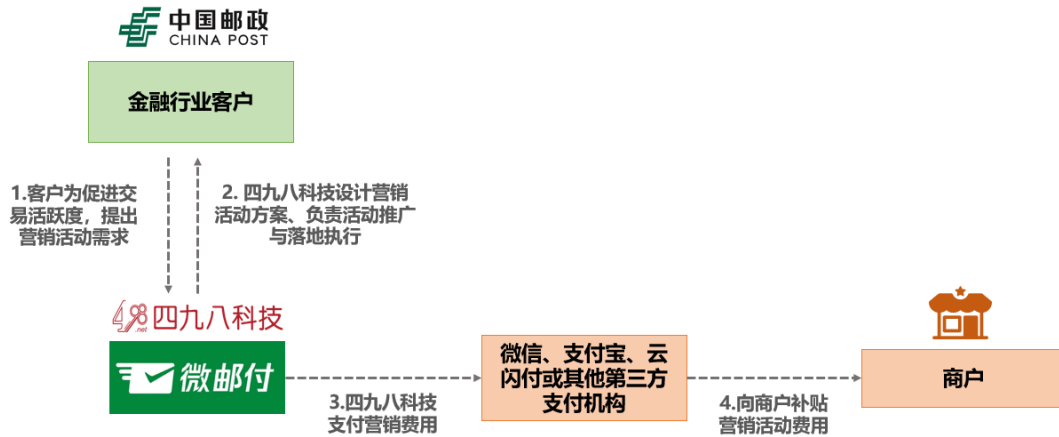 中国邮政
CHINA POST
金融行业客户
1.客户为促进交
易活跃度，提出
营销活动需求
2. 四九八科技设计营销
活动方案、负责活动推广
与落地执行
498.net 四九八科技
微邮付
3.四九八科技
支付营销费用
微信、支付宝、云
闪付或其他第三方
支付机构
4.向商户补贴
营销活动费用
商户